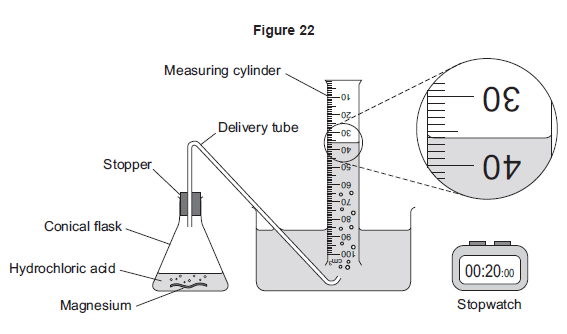 Figure 22
Measuring cylinder
Delivery tube
Stopper
Conical flask
Hydrochloric acid
Magnesium
10
20
30
40
50
60
70
80
90
100
cm³
30
40
00:20:00
Stopwatch